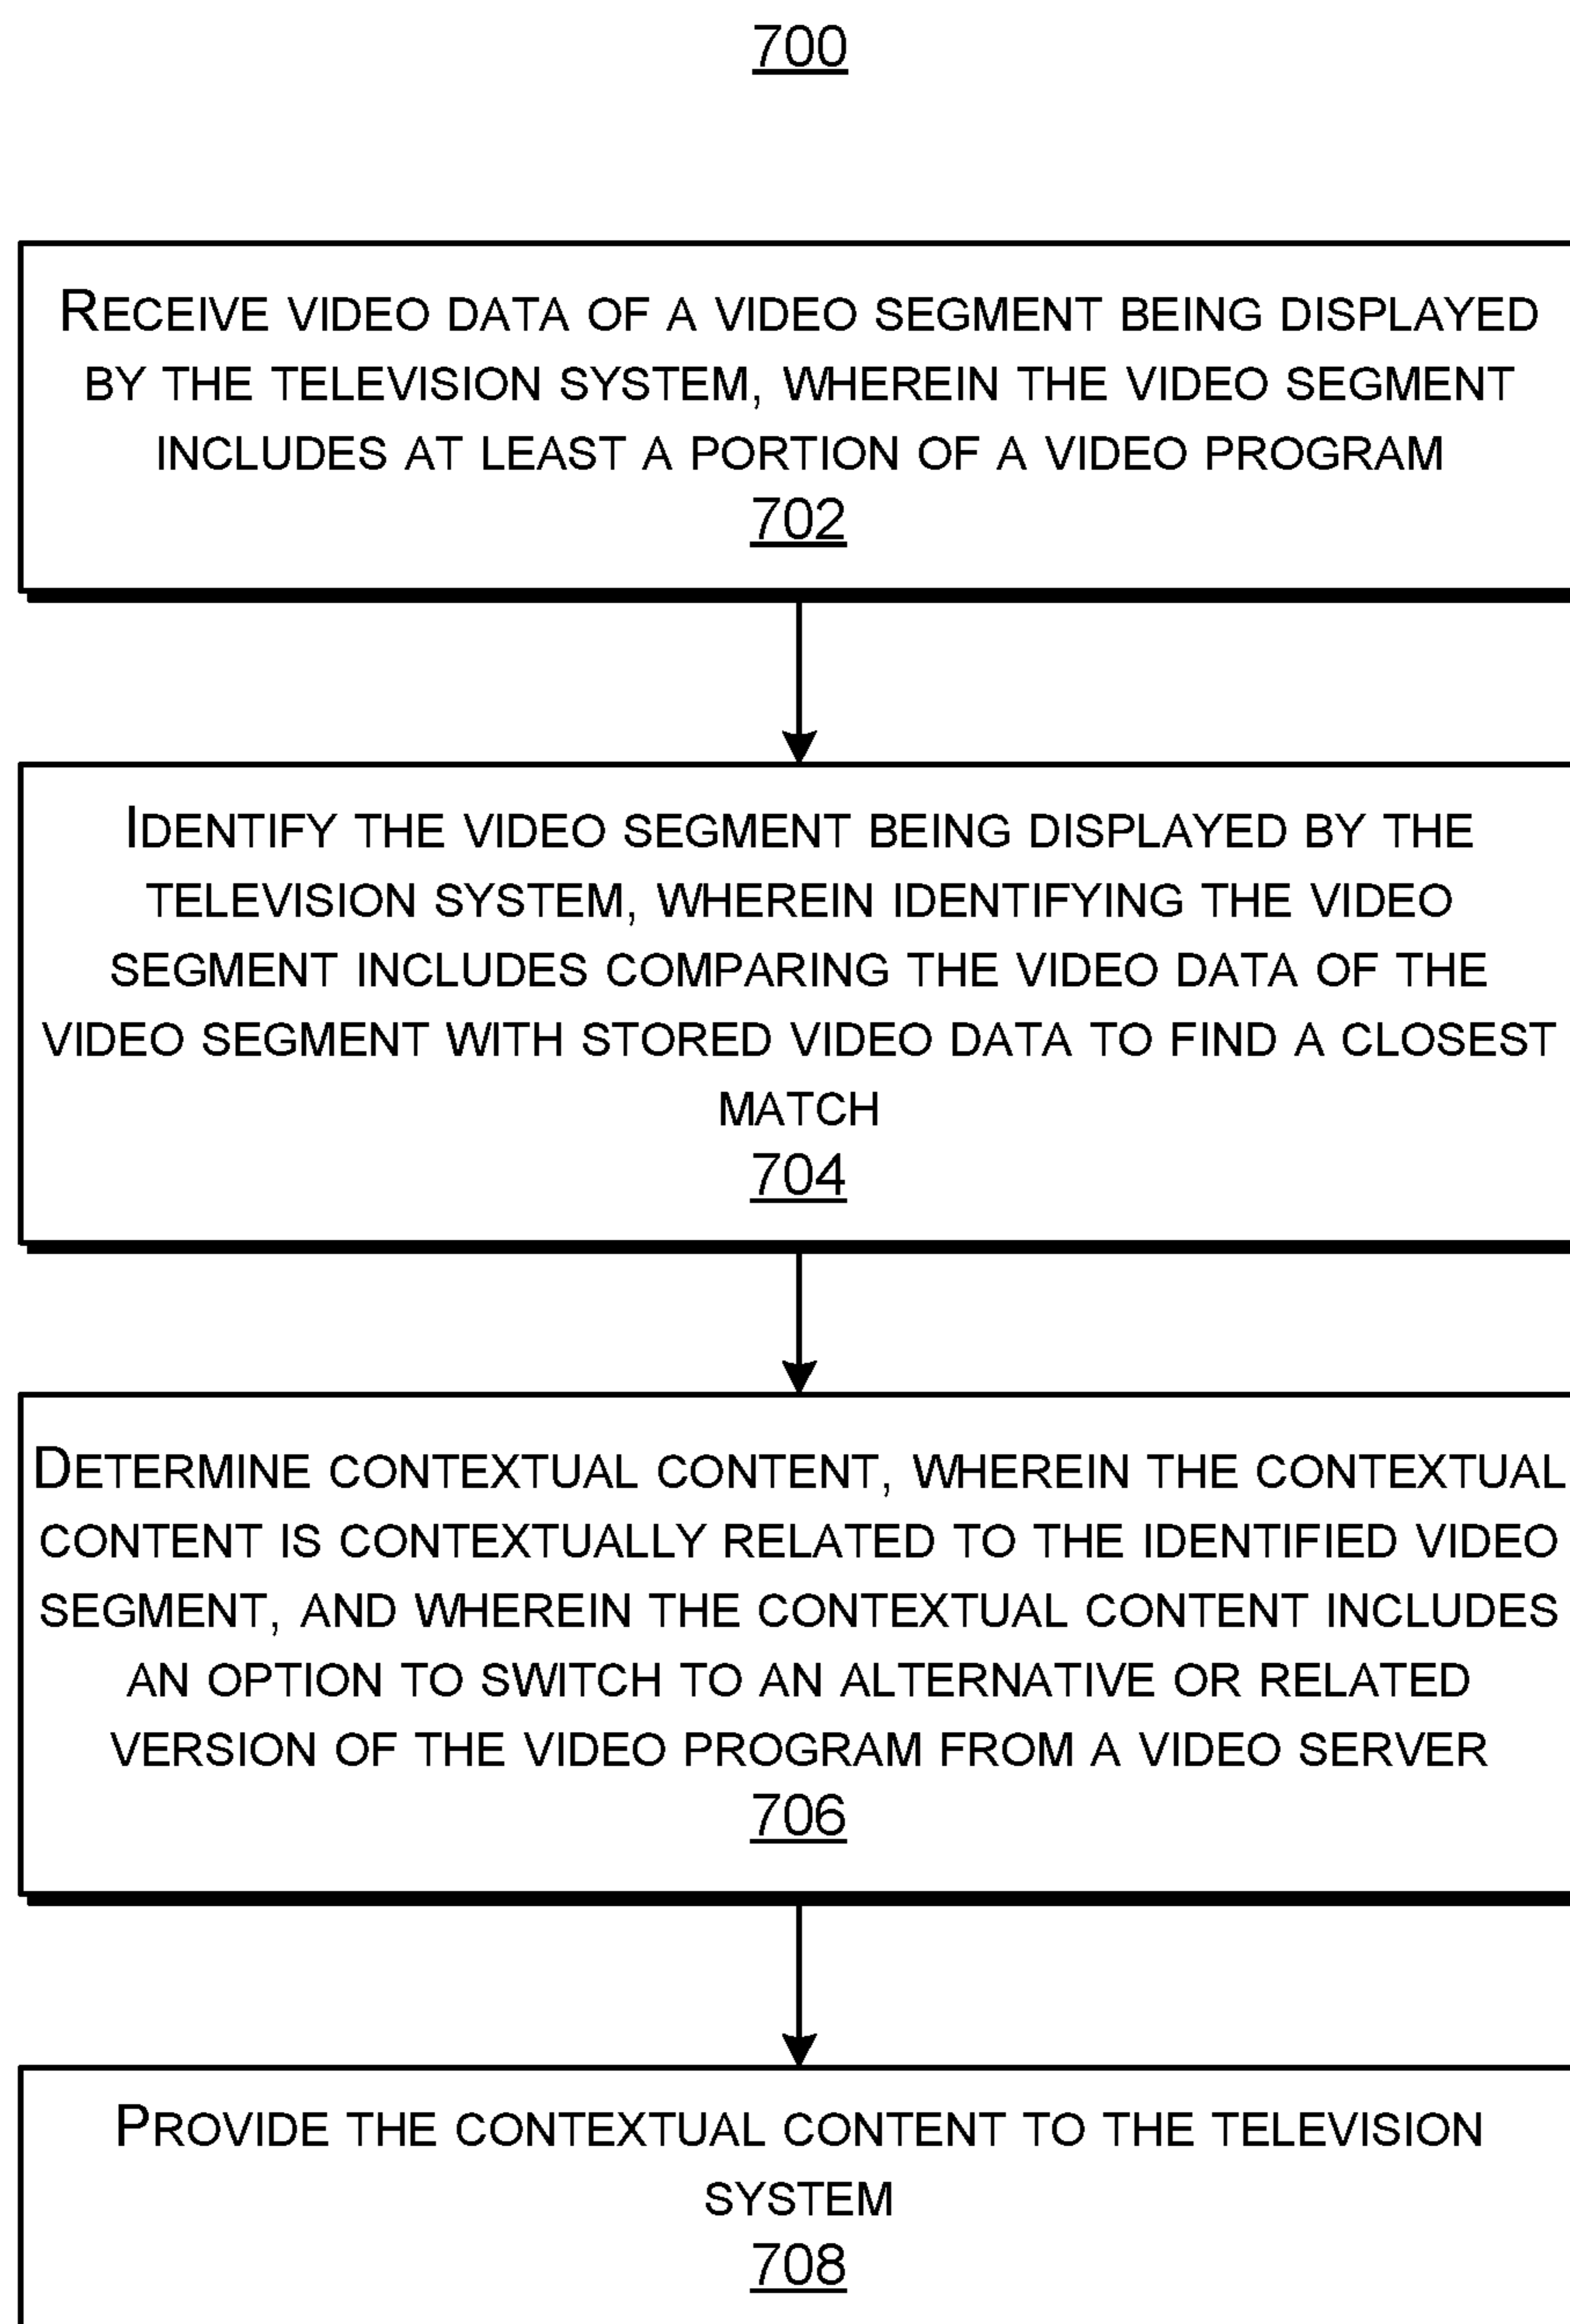 700
RECEIVE VIDEO DATA OF A VIDEO SEGMENT BEING DISPLAYED
BY THE TELEVISION SYSTEM, WHEREIN THE VIDEO SEGMENT
INCLUDES AT LEAST A PORTION OF A VIDEO PROGRAM
702
IDENTIFY THE VIDEO SEGMENT BEING DISPLAYED BY THE
TELEVISION SYSTEM, WHEREIN IDENTIFYING THE VIDEO
SEGMENT INCLUDES COMPARING THE VIDEO DATA OF THE
VIDEO SEGMENT WITH STORED VIDEO DATA TO FIND A CLOSEST
MATCH
704
DETERMINE CONTEXTUAL CONTENT, WHEREIN THE CONTEXTUAL
CONTENT IS CONTEXTUALLY RELATED TO THE IDENTIFIED VIDEO
SEGMENT, AND WHEREIN THE CONTEXTUAL CONTENT INCLUDES
AN OPTION TO SWITCH TO AN ALTERNATIVE OR RELATED
VERSION OF THE VIDEO PROGRAM FROM A VIDEO SERVER
706
PROVIDE THE CONTEXTUAL CONTENT TO THE TELEVISION
SYSTEM
708